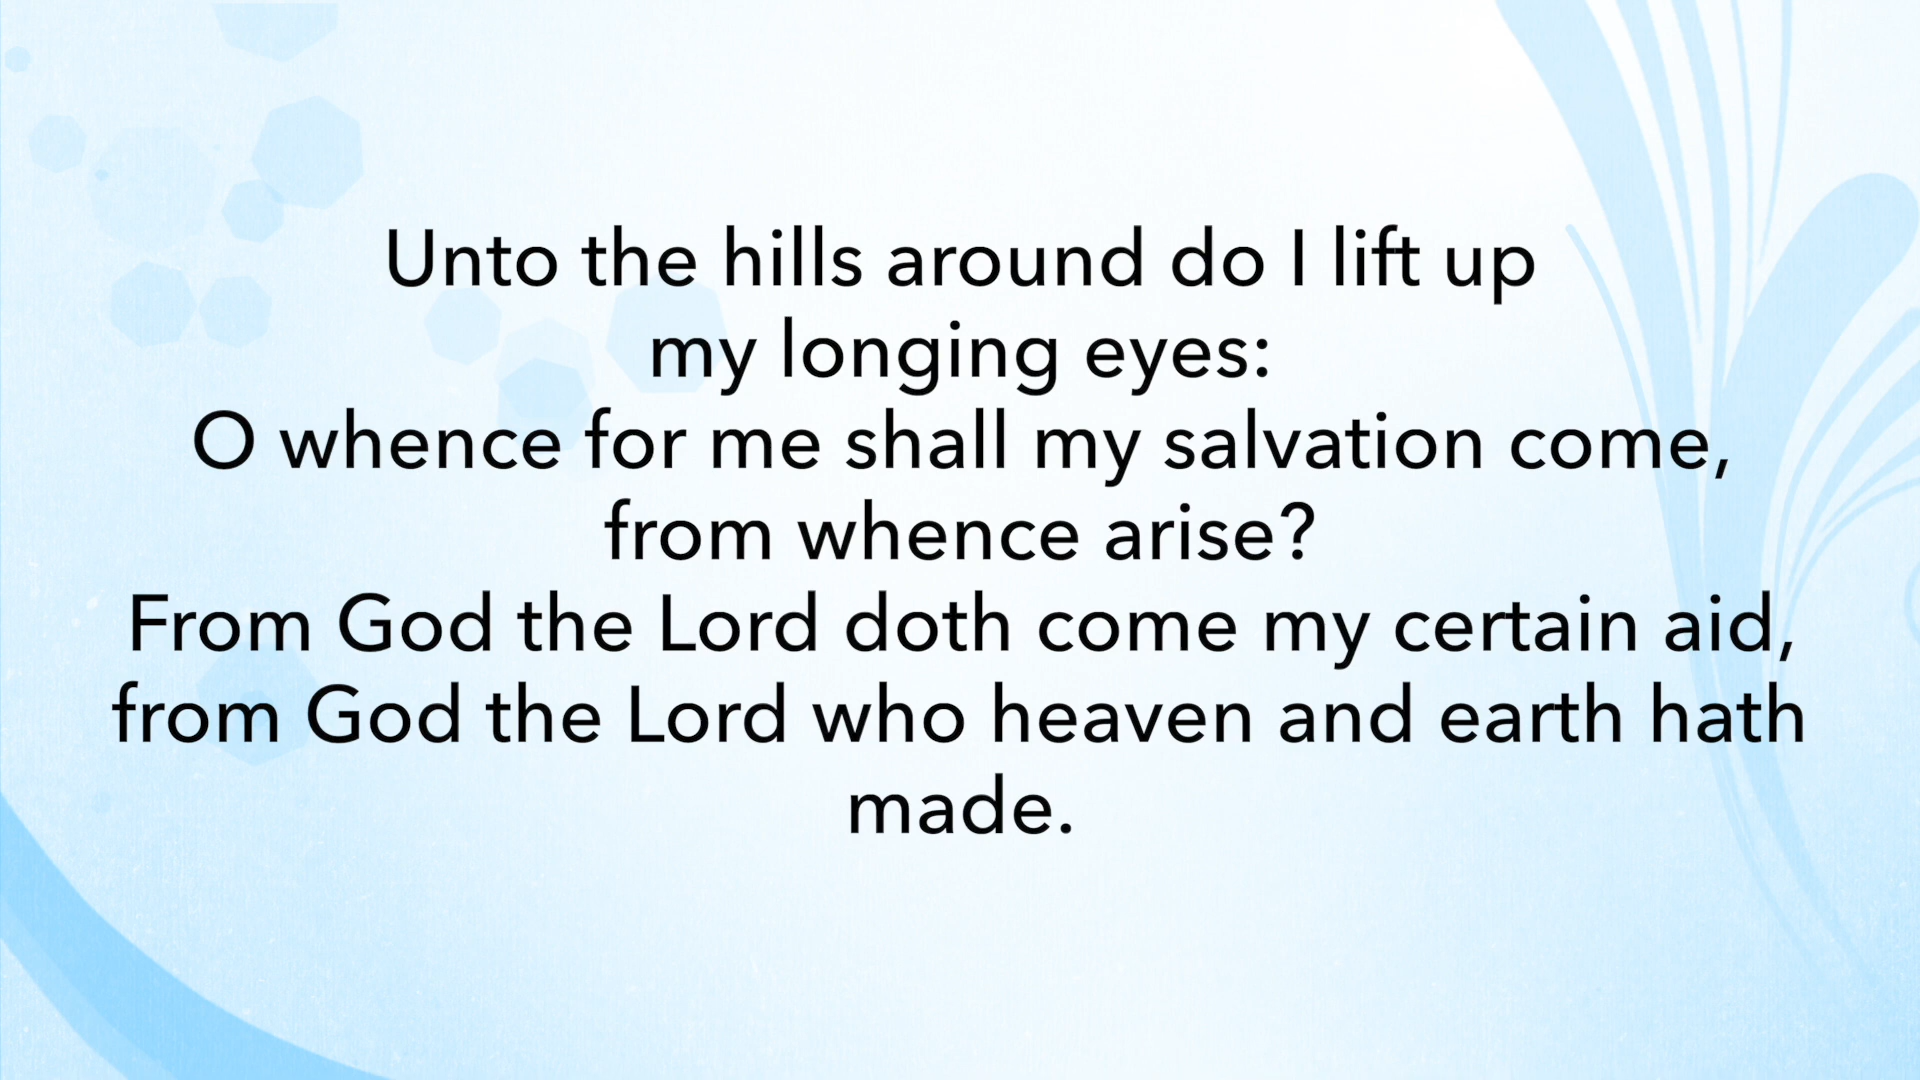 Unto the hills around do I lift up
my longing eyes:
O whence for me shall my salvation come,
from whence arise?
From God the Lord doth come my certain aid,
from God the Lord who heaven and earth hath
made.